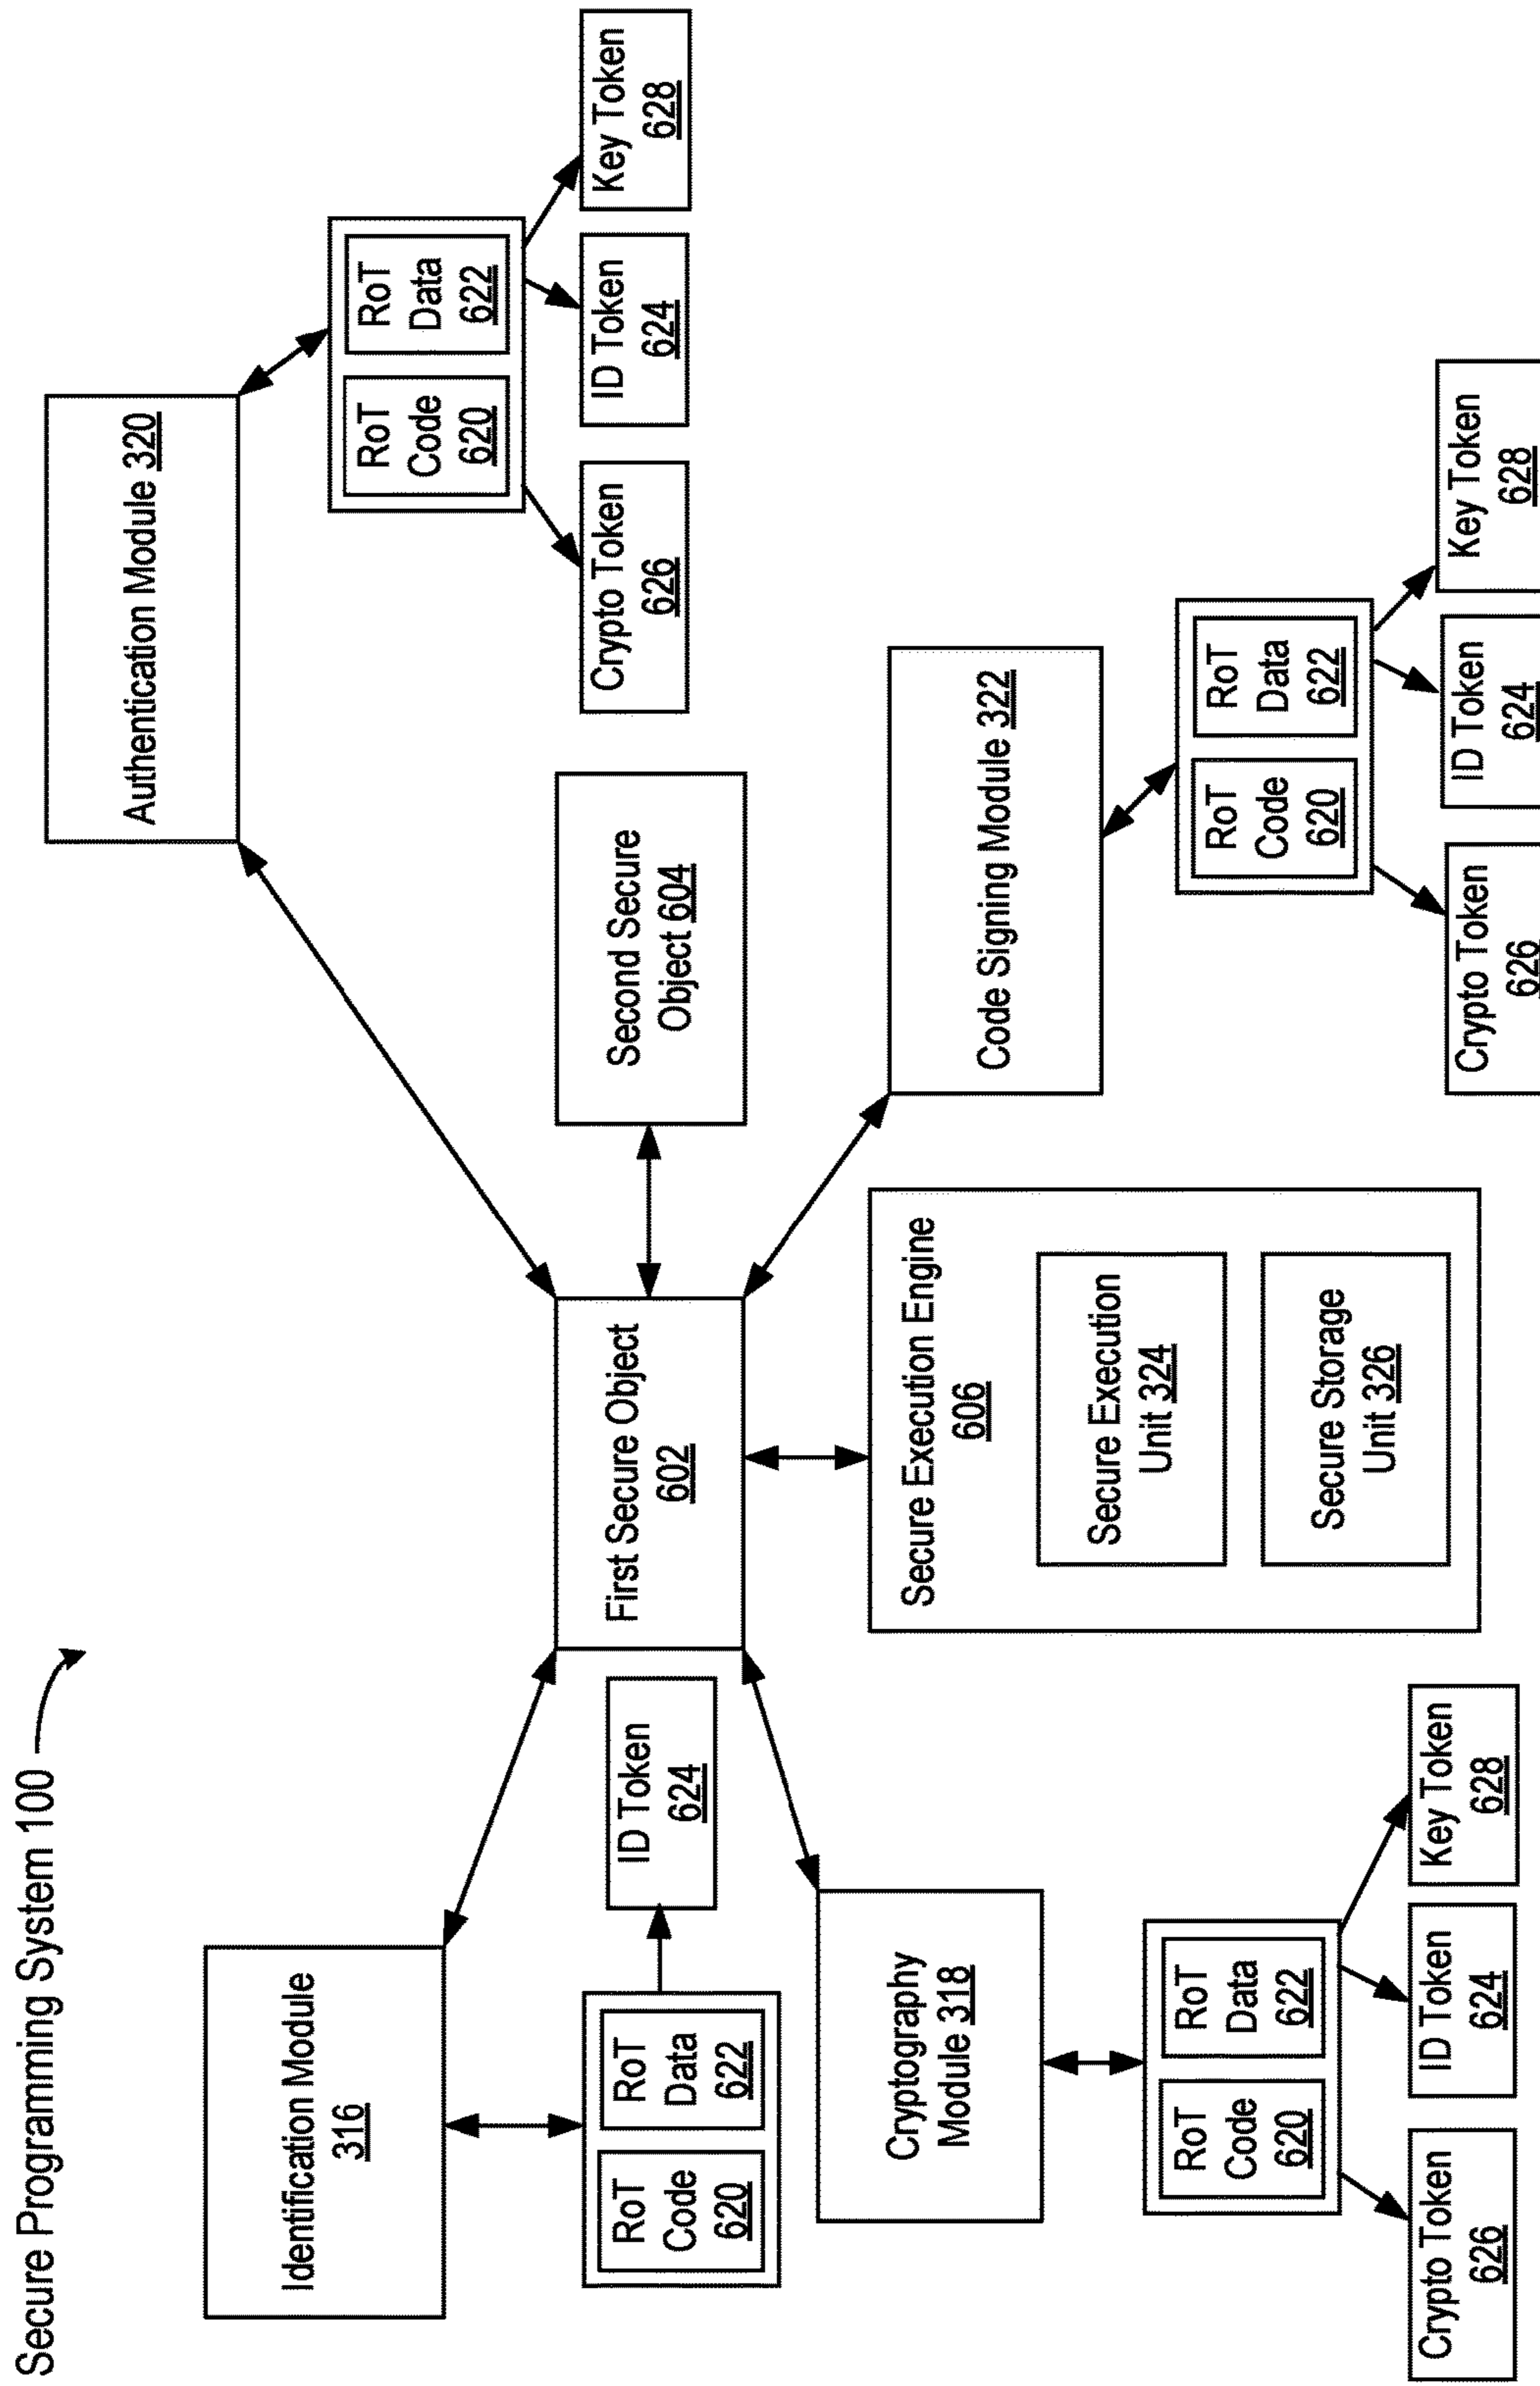 Secure Programming System 100
Identification Module
316
RoT
Code
620
RoT
Data
622
ID Token
624
Cryptography
Module 318
RoT
Code
620
RoT
Data
622
Crypto Token
626
ID Token
624
Key Token
628
First Secure Object
602
Secure Execution Engine
606
Secure Execution
Unit 324
Secure Storage
Unit 326
Second Secure
Object 604
Authentication Module 320
RoT
Code
620
RoT
Data
622
Crypto Token
626
ID Token
624
Key Token
628
Code Signing Module 322
RoT
Code
620
RoT
Data
622
Crypto Token
626
ID Token
624
Key Token
628